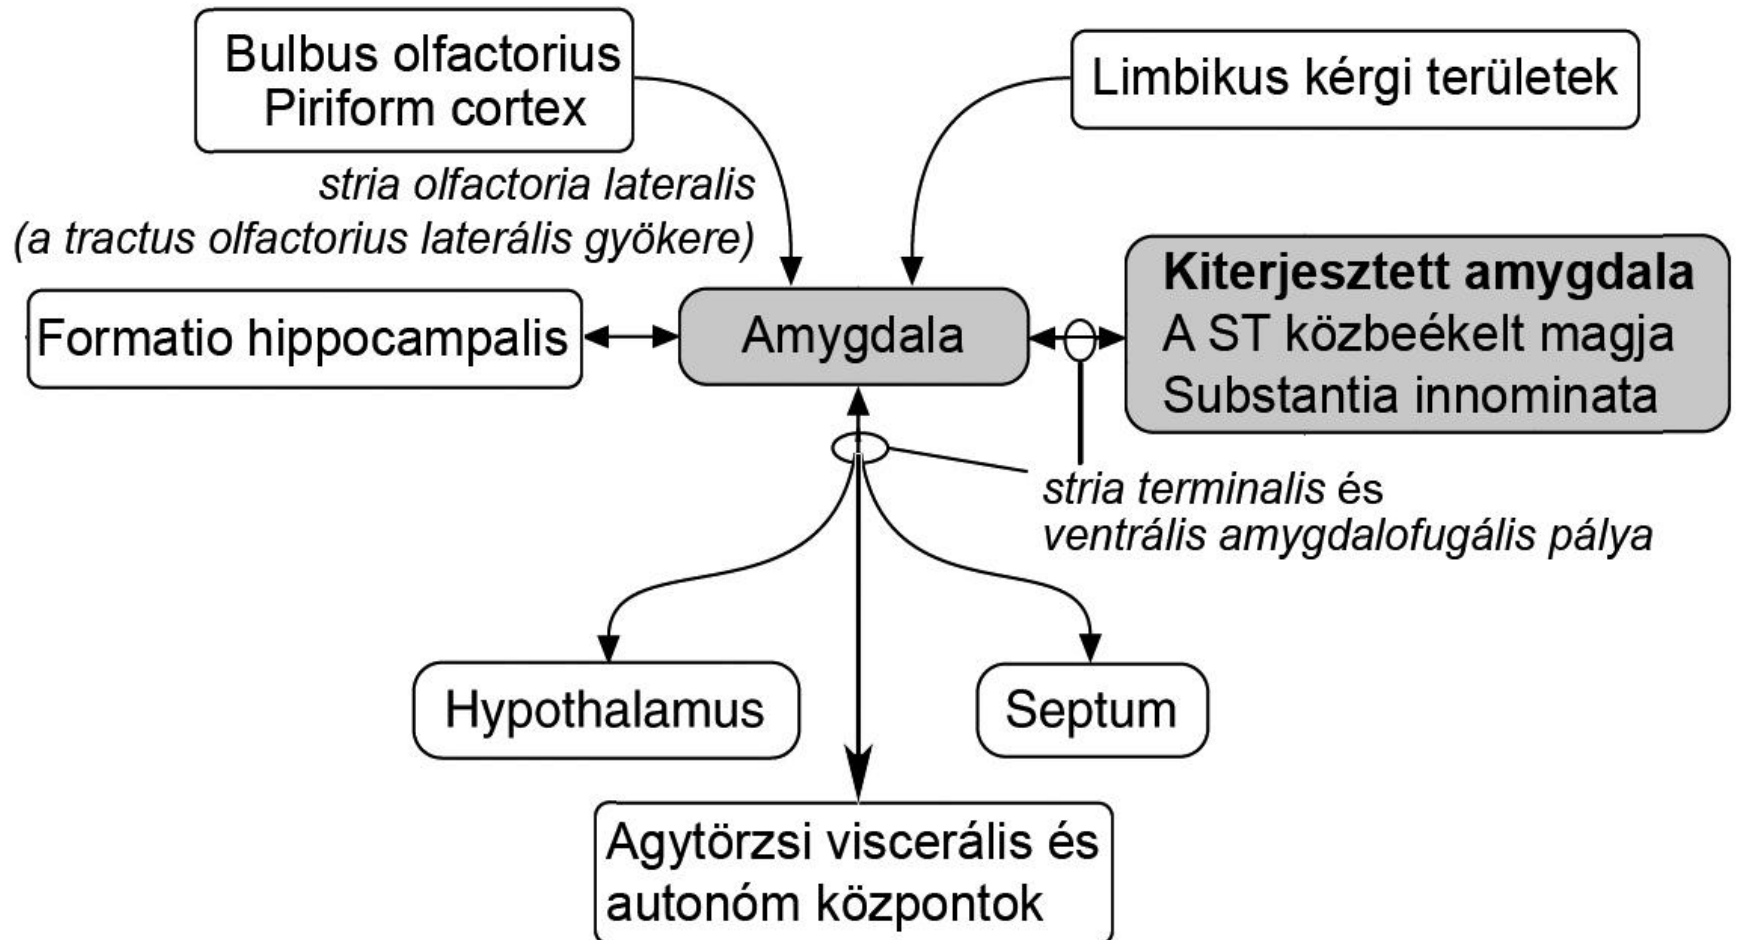 Bulbus olfactorius
Piriform cortex
Limbikus kérgi területek
stria olfactoria lateralis
(a tractus olfactorius laterális gyökere)
Formatio hippocampalis
Amygdala
Kiterjesztett amygdala
A ST közbeékelt magja
Substantia innominata
stria terminalis és
ventrális amygdalofugális pálya
Hypothalamus
Septum
Agytörzsi viscerális és
autonóm központok